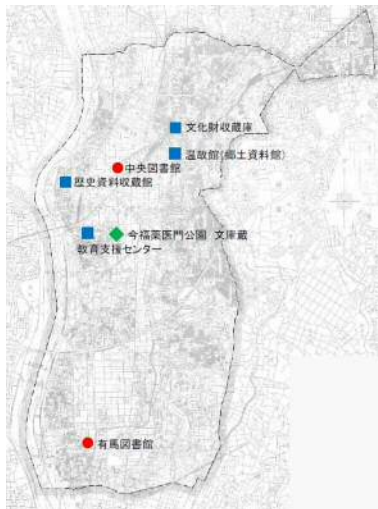 文化財収蔵庫
温故館(郷土資料館)
中央図書館
歴史資料収蔵館
今福薬医門公園 文庫蔵
教育支援センター
有馬図書館